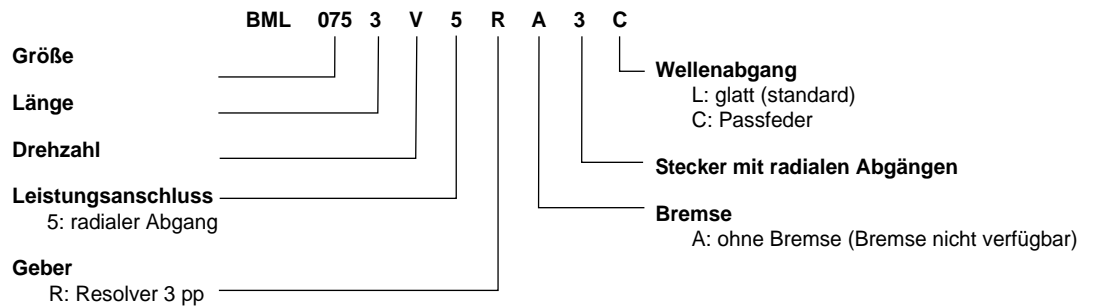 BML 075 3 V 5 R A 3 C
Größe
Länge
Drehzahl
Leistungsanschluss
5: radialer Abgang
Geber
R: Resolver 3 pp
Wellenabgang
L: glatt (standard)
C: Passfeder
Stecker mit radialen Abgängen
Bremse
A: ohne Bremse (Bremse nicht verfügbar)